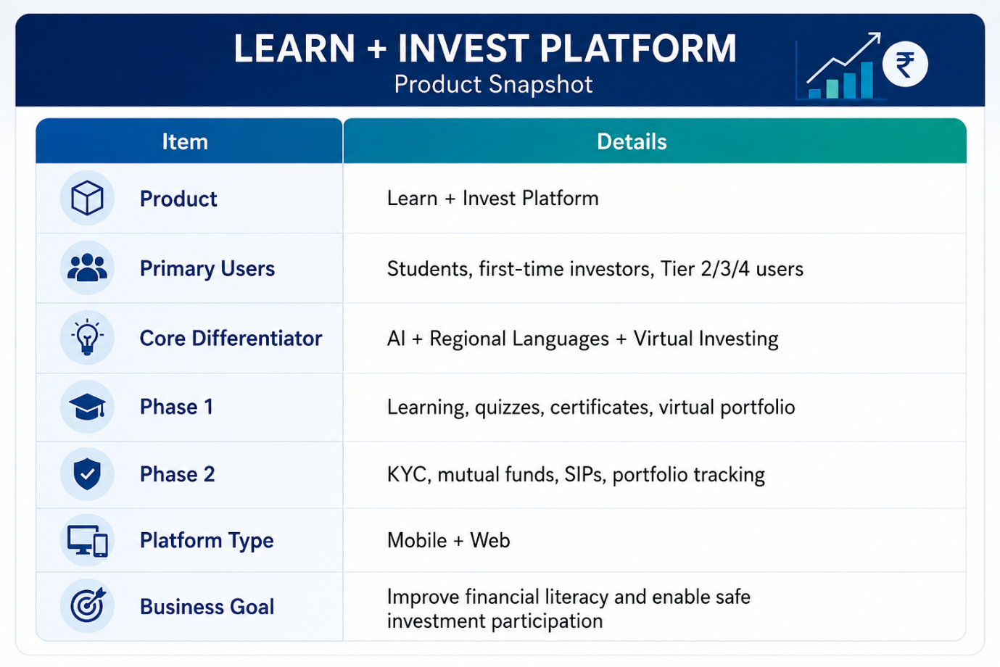 LEARN + INVEST PLATFORM
Product Snapshot
₹
Item
Details
Product
Learn + Invest Platform
Primary Users
Students, first-time investors, Tier 2/3/4 users
Core Differentiator
AI + Regional Languages + Virtual Investing
Phase 1
Learning, quizzes, certificates, virtual portfolio
Phase 2
KYC, mutual funds, SIPs, portfolio tracking
Platform Type
Mobile + Web
Business Goal
Improve financial literacy and enable safe
investment participation